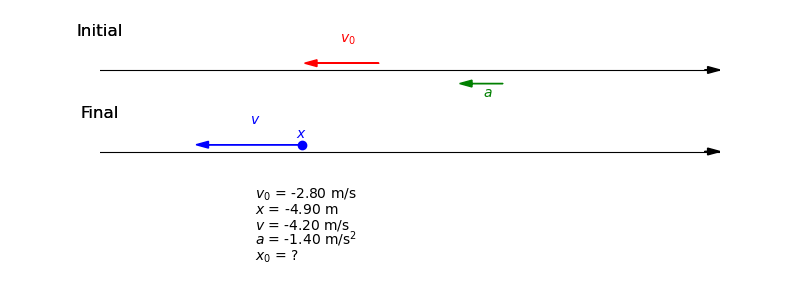 Initial
v₀
a
Final
v
x
v₀ = -2.80 m/s
x = -4.90 m
v = -4.20 m/s
a = -1.40 m/s²
x₀ = ?